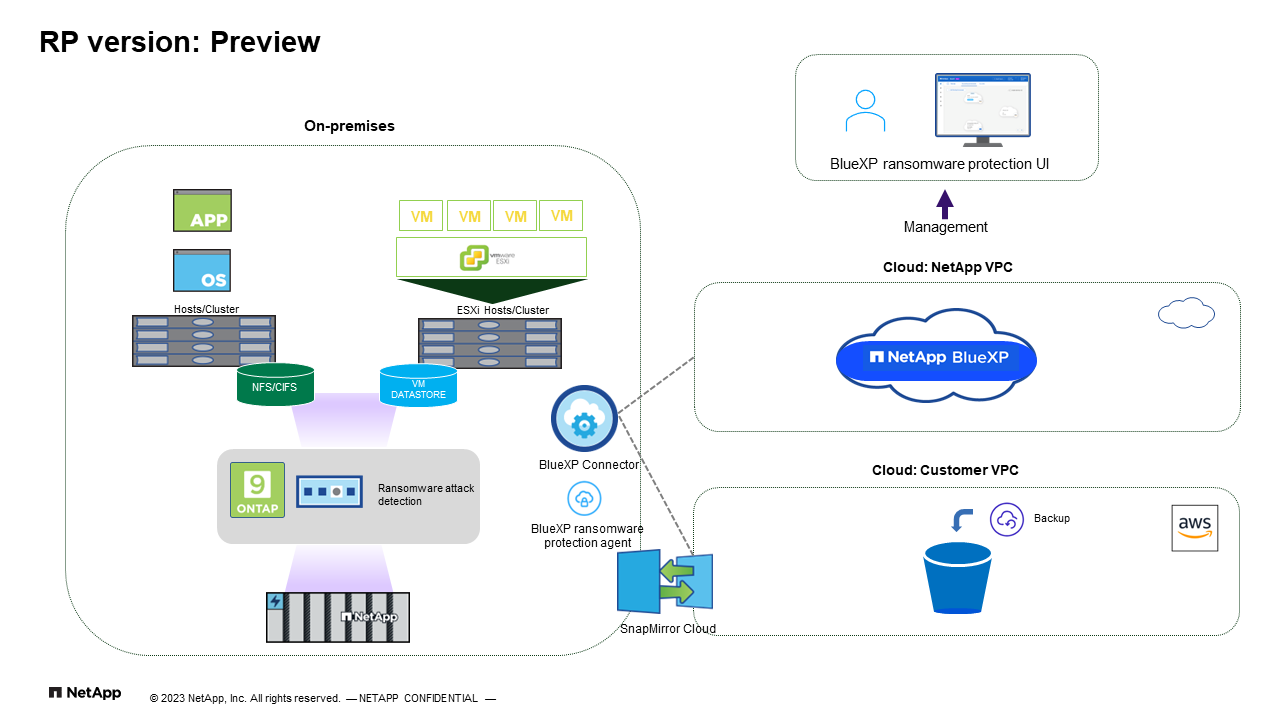 RP version: Preview
On-premises
APP
OS
Hosts/Cluster
VM VM VM VM
vmware
ESXi
ESXi Hosts/Cluster
NFS/CIFS
VM
DATASTORE
9
ONTAP
Ransomware attack
detection
NetApp
BlueXP Connector
BlueXP ransomware
protection agent
SnapMirror Cloud
BlueXP ransomware protection UI
Management
Cloud: NetApp VPC
NetApp BlueXP
Cloud: Customer VPC
Backup
aws
NetApp
© 2023 NetApp, Inc. All rights reserved. — NETAPP CONFIDENTIAL —